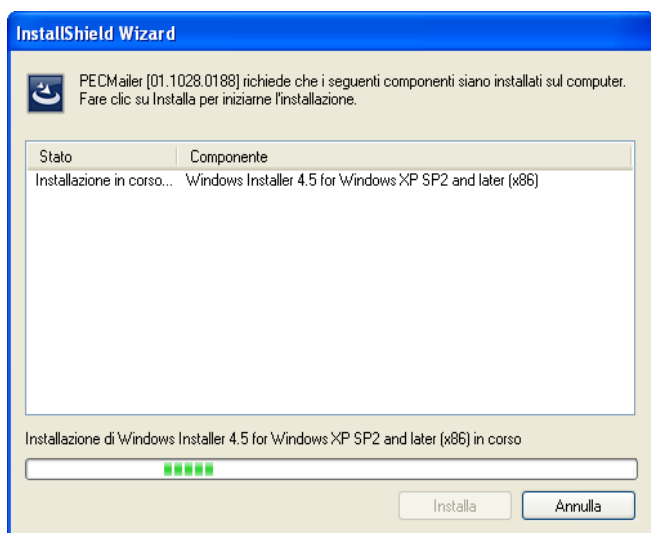 InstallShield Wizard
PECMailer [01.1028.0188] richiede che i seguenti componenti siano installati sul computer.
Fare clic su Installa per iniziarne l'installazione.
Stato Componente
Installazione in corso... Windows Installer 4.5 for Windows XP SP2 and later (x86)
Installazione di Windows Installer 4.5 for Windows XP SP2 and later (x86) in corso
Installa Annulla